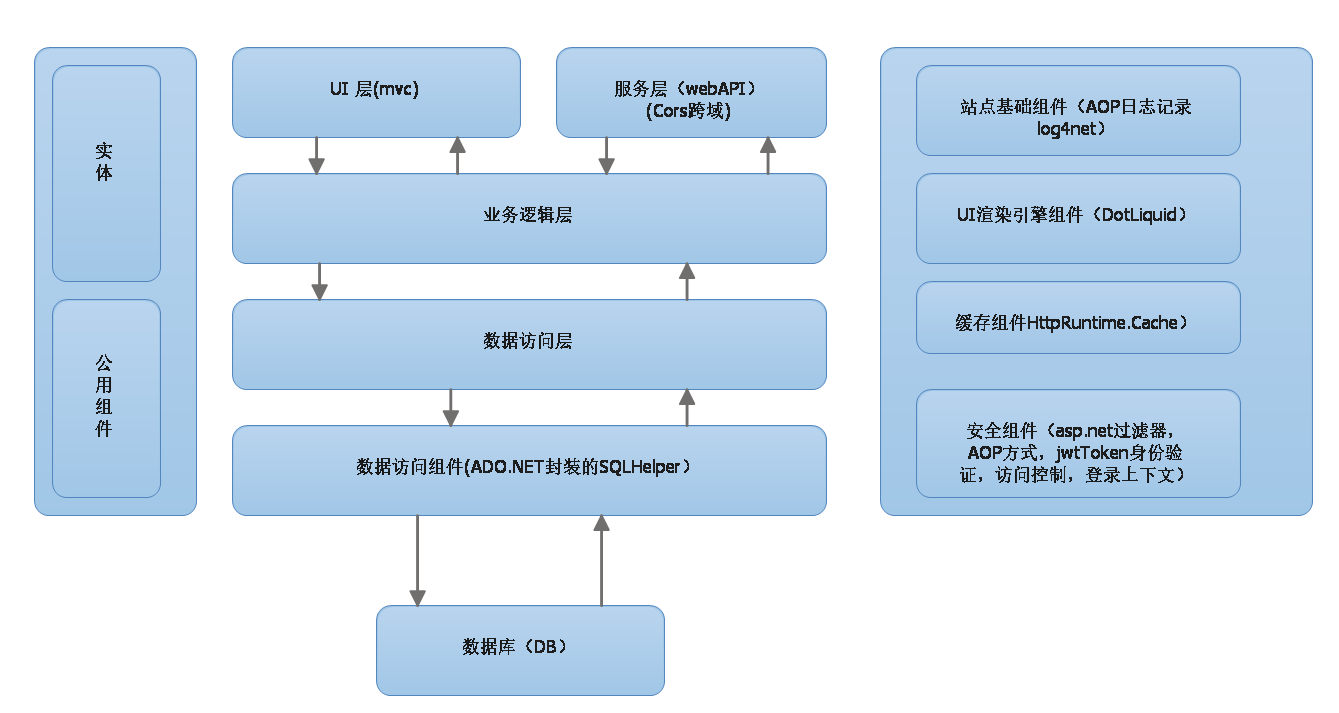 实
体
公
用
组
件
UI 层(mvc)
服务层（webAPI）
(Cors跨域)
业务逻辑层
数据访问层
数据访问组件(ADO.NET封装的SQLHelper）
数据库（DB）
站点基础组件（AOP日志记录
log4net）
UI渲染引擎组件（DotLiquid）
缓存组件HttpRuntime.Cache）
安全组件（asp.net过滤器，
AOP方式，jwtToken身份验
证，访问控制，登录上下文）